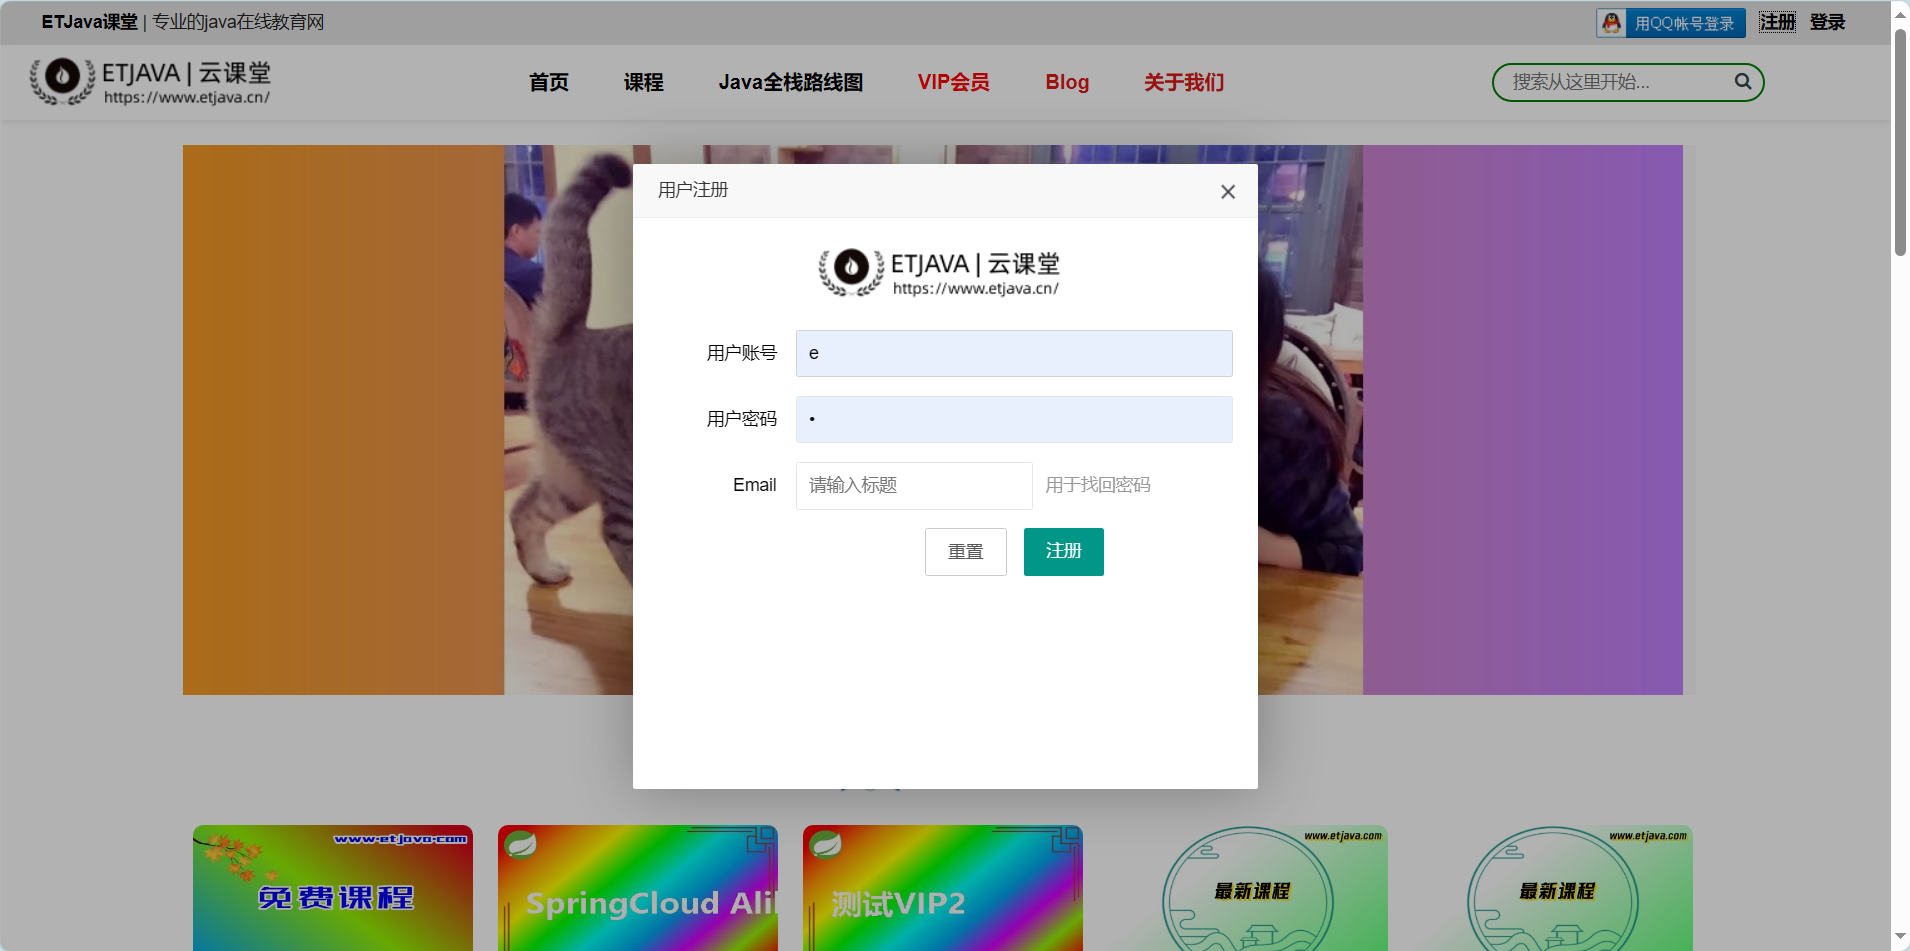 ETJava课堂 | 专业的java在线教育网
用QQ帐号登录 注册 登录
ETJAVA | 云课堂
https://www.etjava.cn/
首页 课程 Java全栈路线图 VIP会员 Blog 关于我们
搜索从这里开始...
用户注册
ETJAVA | 云课堂
https://www.etjava.cn/
用户账号 e
用户密码 •
Email 请输入标题 用于找回密码
重置 注册
www.etjava.com
免费课程
SpringCloud Ali
测试VIP2
www.etjava.com
最新课程
www.etjava.com
最新课程